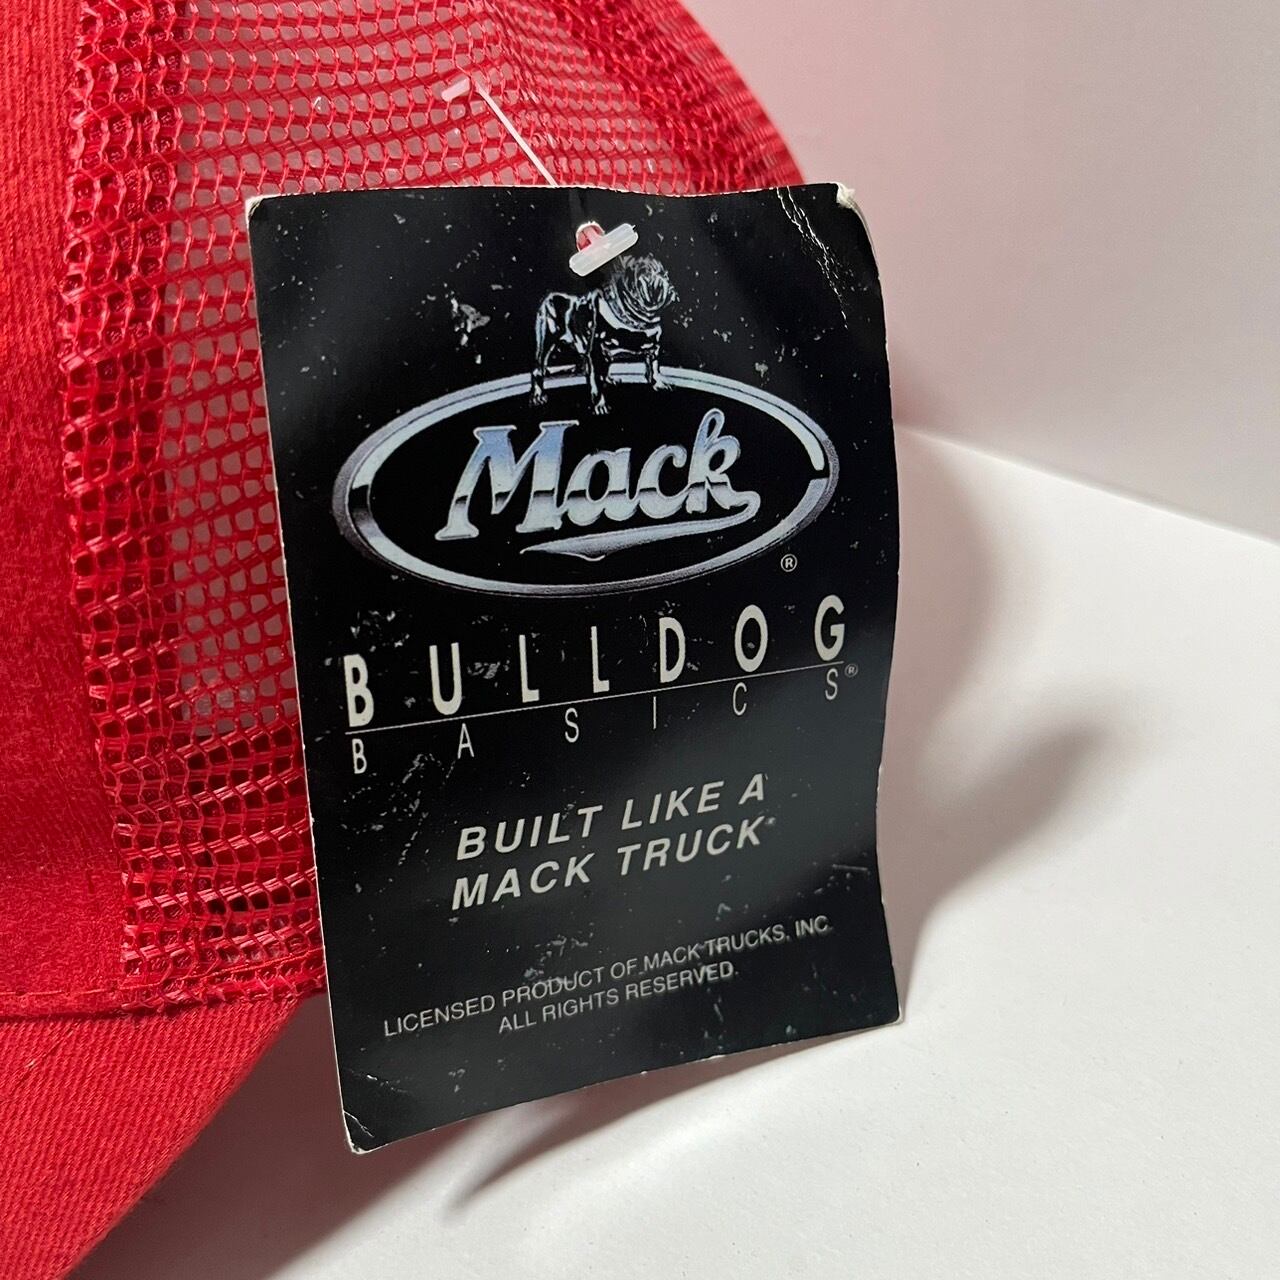 Mack
®
BULLDOG
BASICS®
BUILT LIKE A
MACK TRUCK
LICENSED PRODUCT OF MACK TRUCKS, INC.
ALL RIGHTS RESERVED.